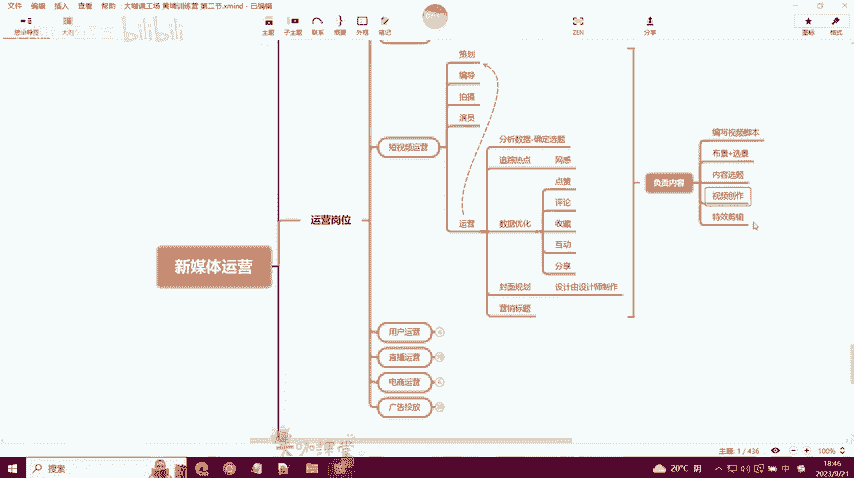 文件 编辑 插入 查看 帮助 大咖课工场 黄埔训练营 第二节.xmind - 已编辑
思维导图 大纲 bilibili 主题 子主题 联系 概要 外框 笔记 ZEN 分享 图标 格式
策划
编导
拍摄
演员
短视频运营
运营
分析数据-确定选题
追踪热点 网感
数据优化
点赞
评论
收藏
互动
分享
封面规划 设计由设计师制作
营销标题
负责内容
编写视频脚本
布景+选景
内容选题
视频创作
特效剪辑
运营岗位
新媒体运营
用户运营
直播运营
电商运营
广告投放
大咖课堂
主题: 1 / 436 100%
搜索
20°C 阴 中 18:46
2023/9/21